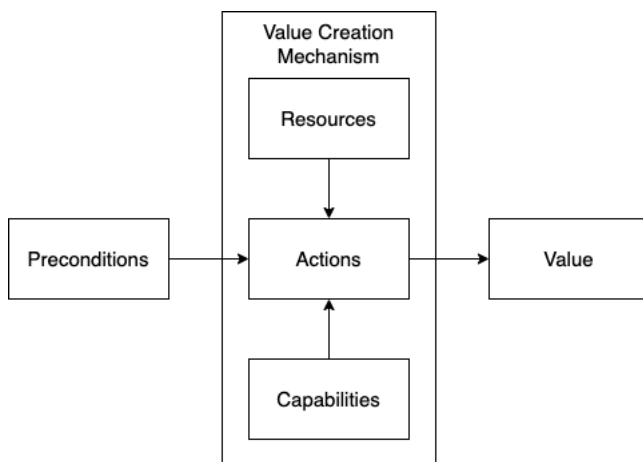 Value Creation
Mechanism
Resources
Preconditions
Actions
Value
Capabilities